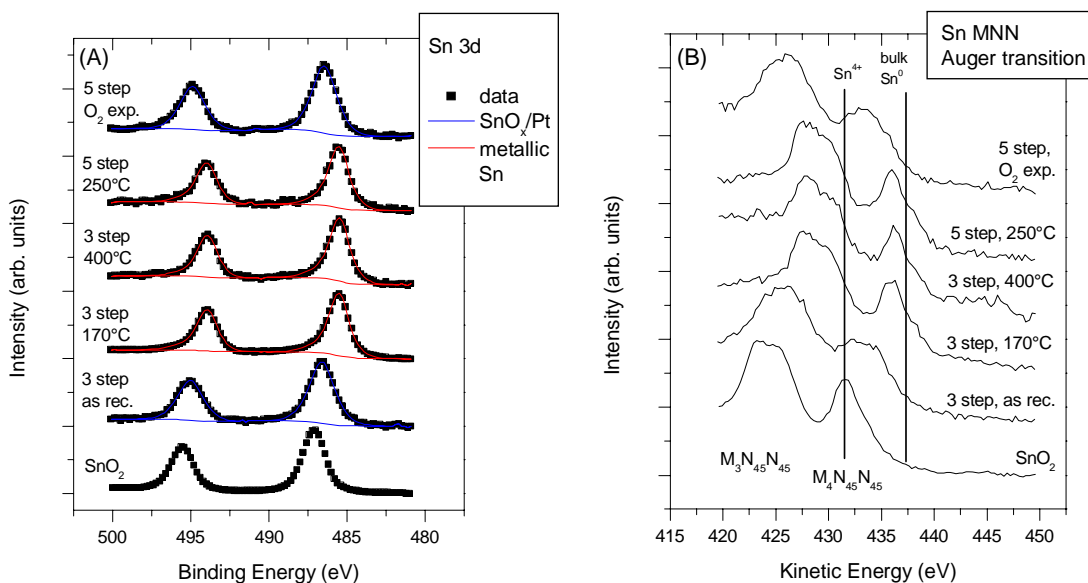 (A)
Sn 3d
data
SnOx/Pt
metallic
Sn
5 step
O2 exp.
5 step
250°C
3 step
400°C
3 step
170°C
3 step
as rec.
SnO2
Intensity (arb. units)
500 495 490 485 480
Binding Energy (eV)
(B)
Sn MNN
Auger transition
Sn4+
bulk
Sn0
5 step,
O2 exp.
5 step, 250°C
3 step, 400°C
3 step, 170°C
3 step, as rec.
SnO2
M3N45N45
M4N45N45
Intensity (arb. units)
415 420 425 430 435 440 445 450
Kinetic Energy (eV)